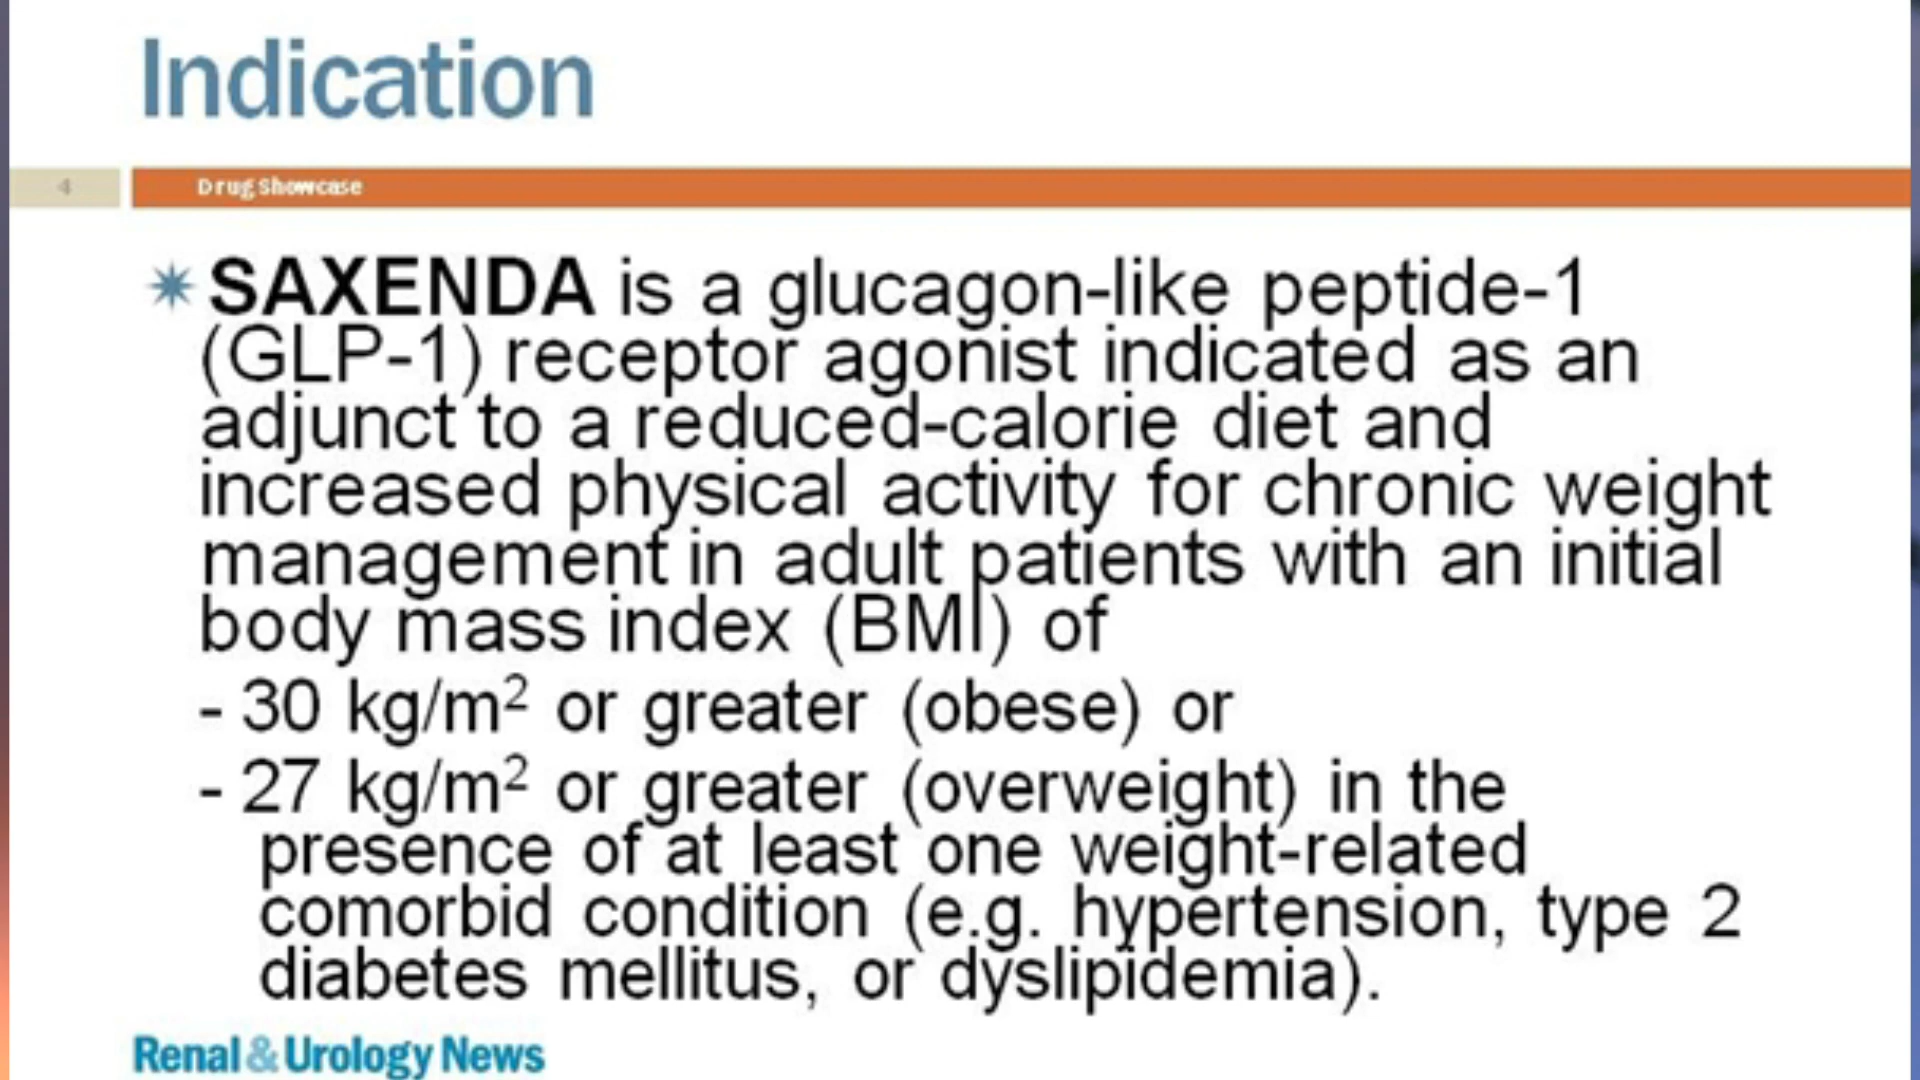 Indication
4
Drug Showcase
SAXENDA is a glucagon-like peptide-1
(GLP-1) receptor agonist indicated as an
adjunct to a reduced-calorie diet and
increased physical activity for chronic weight
management in adult patients with an initial
body mass index (BMI) of
- 30 kg/m² or greater (obese) or
- 27 kg/m² or greater (overweight) in the
presence of at least one weight-related
comorbid condition (e.g. hypertension, type 2
diabetes mellitus, or dyslipidemia).
Renal & Urology News